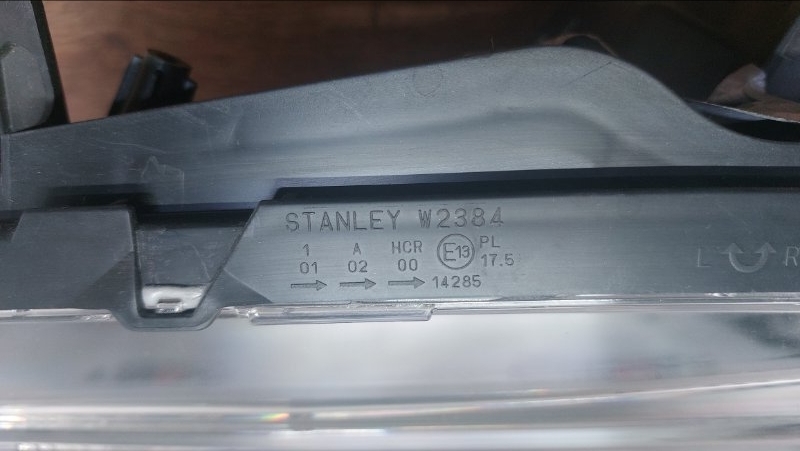 STANLEY W2384
1 A HCR E13 PL
01 02 00 17.5
→ → → 14285
L R